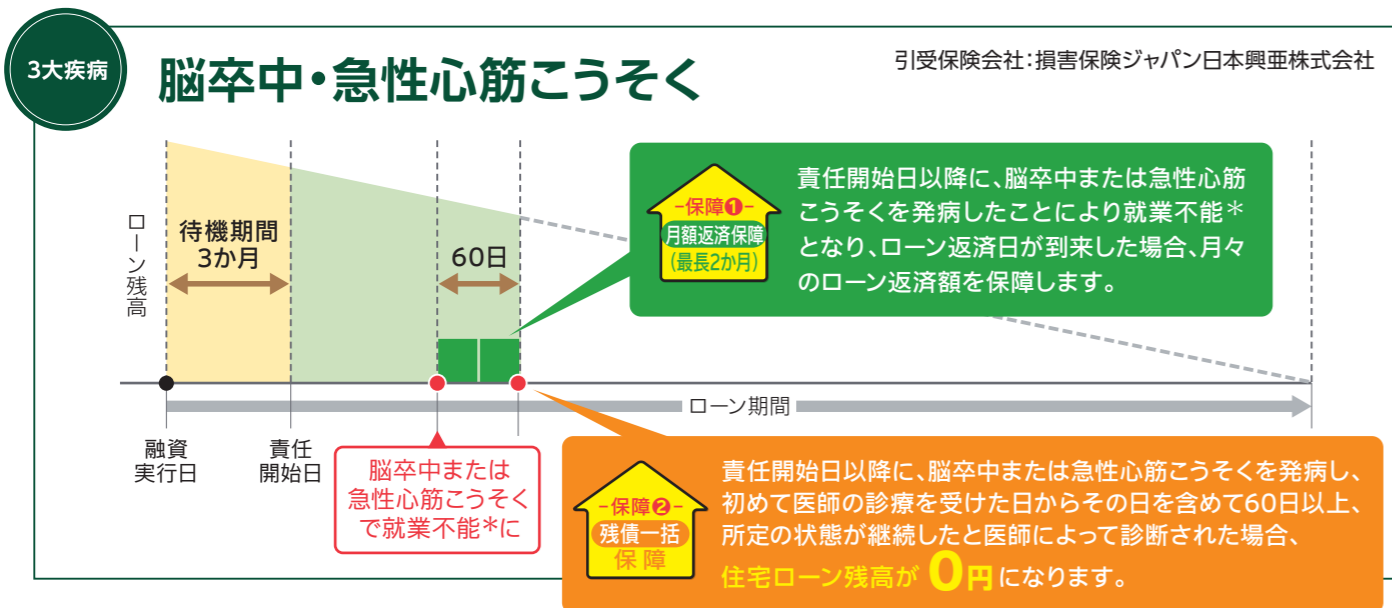 3大疾病
脳卒中・急性心筋こうそく
引受保険会社：損害保険ジャパン日本興亜株式会社
ローン残高
待機期間
3か月
60日
-保障❶-
月額返済保障
(最長2か月)
責任開始日以降に、脳卒中または急性心筋
こうそくを発病したことにより就業不能＊
となり、ローン返済日が到来した場合、月々
のローン返済額を保障します。
ローン期間
融資
実行日
責任
開始日
脳卒中または
急性心筋こうそく
で就業不能＊に
-保障❷-
残債一括
保障
責任開始日以降に、脳卒中または急性心筋こうそくを発病し、
初めて医師の診療を受けた日からその日を含めて60日以上、
所定の状態が継続したと医師によって診断された場合、
住宅ローン残高が0円になります。